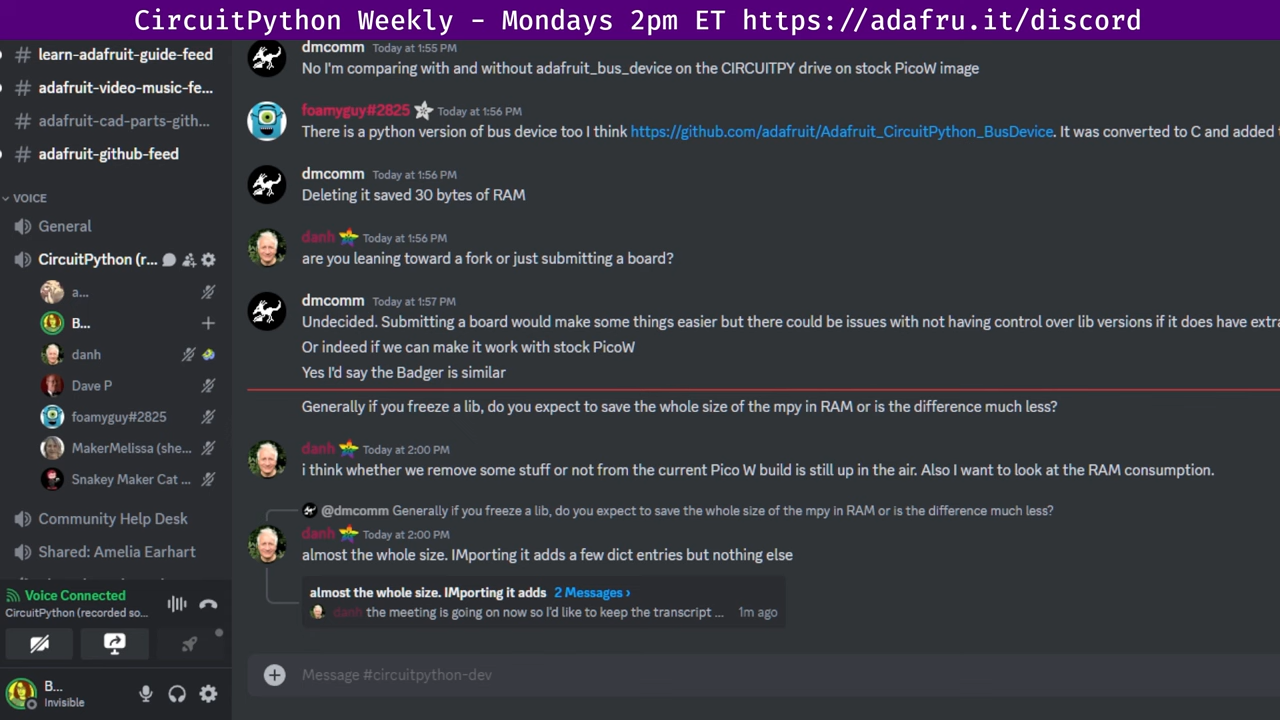 CircuitPython Weekly - Mondays 2pm ET https://adafru.it/discord
# learn-adafruit-guide-feed
# adafruit-video-music-fe...
# adafruit-cad-parts-gith...
# adafruit-github-feed
VOICE
General
CircuitPython (r...
a...
B...
danh
Dave P
foamyguy#2825
MakerMelissa (she...
Snakey Maker Cat ...
Community Help Desk
Shared: Amelia Earhart
Voice Connected
CircuitPython (recorded so...
B...
Invisible
dmcomm Today at 1:55 PM
No I'm comparing with and without adafruit_bus_device on the CIRCUITPY drive on stock PicoW image
foamyguy#2825 Today at 1:56 PM
There is a python version of bus device too I think https://github.com/adafruit/Adafruit_CircuitPython_BusDevice. It was converted to C and added
dmcomm Today at 1:56 PM
Deleting it saved 30 bytes of RAM
danh Today at 1:56 PM
are you leaning toward a fork or just submitting a board?
dmcomm Today at 1:57 PM
Undecided. Submitting a board would make some things easier but there could be issues with not having control over lib versions if it does have extra
Or indeed if we can make it work with stock PicoW
Yes I'd say the Badger is similar
Generally if you freeze a lib, do you expect to save the whole size of the mpy in RAM or is the difference much less?
danh Today at 2:00 PM
i think whether we remove some stuff or not from the current Pico W build is still up in the air. Also I want to look at the RAM consumption.
@dmcomm Generally if you freeze a lib, do you expect to save the whole size of the mpy in RAM or is the difference much less?
danh Today at 2:00 PM
almost the whole size. IMporting it adds a few dict entries but nothing else
almost the whole size. IMporting it adds 2 Messages ›
danh the meeting is going on now so I'd like to keep the transcript ... 1m ago
Message #circuitpython-dev